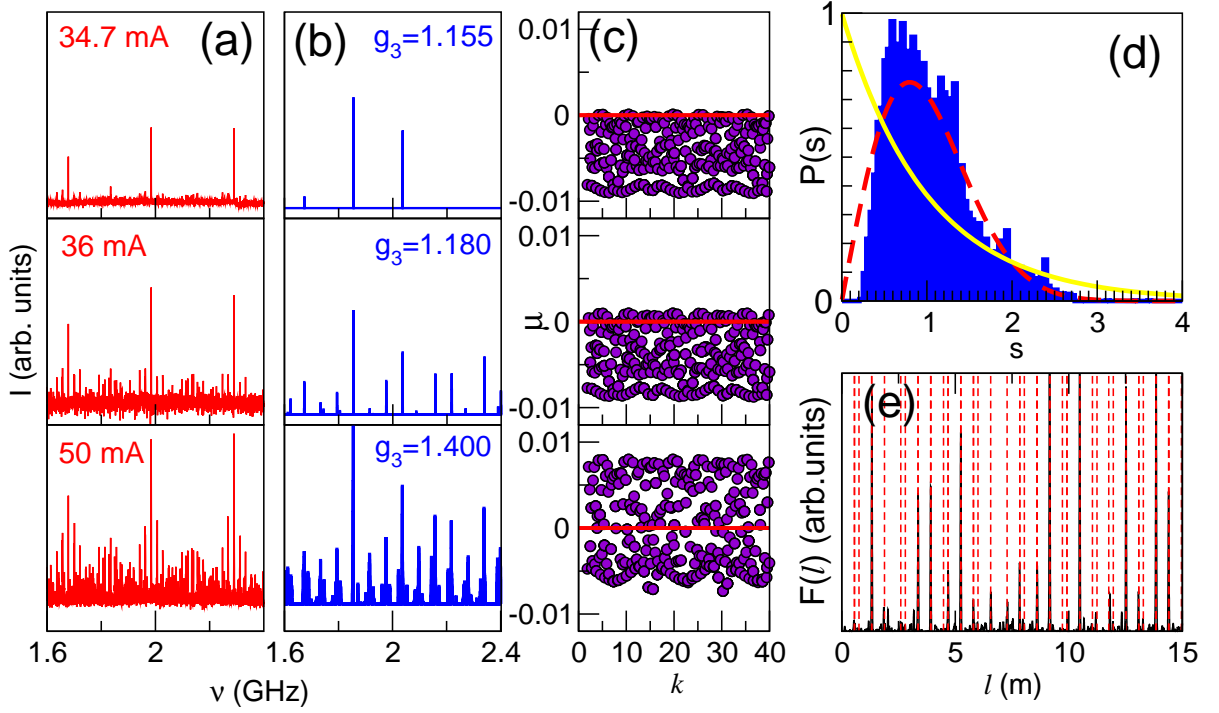 (a)
34.7 mA
36 mA
50 mA
I (arb. units)
1.6 2
ν (GHz)
(b)
g3=1.155
g3=1.180
g3=1.400
1.6 2 2.4
(c)
0.01
0
-0.01
0.01
0
-0.01
0.01
0
-0.01
μ
0 10 20 30 40
k
(d)
1
0
P(s)
0 1 2 3 4
s
(e)
F(l) (arb.units)
0 5 10 15
l (m)